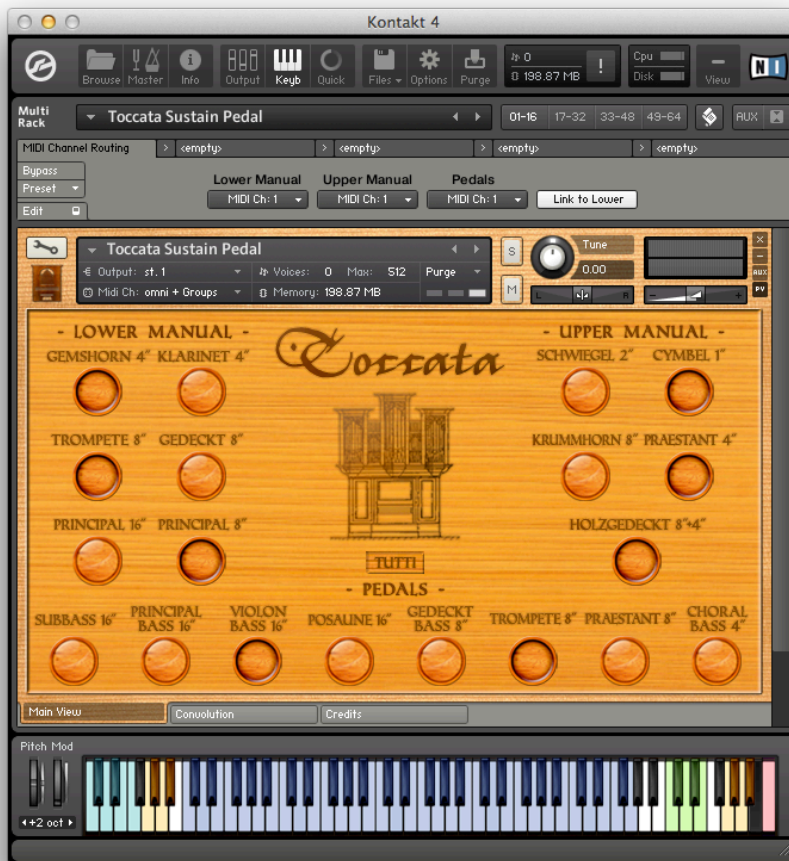 Kontakt 4
Browse Master Info Output Keyb Quick Files Options Purge
0
198.87 MB
!
Cpu
Disk
View
NI
Multi
Rack
Toccata Sustain Pedal
01-16 17-32 33-48 49-64
AUX
MIDI Channel Routing > <empty> > <empty> > <empty> > <empty>
Bypass
Preset
Edit
Lower Manual Upper Manual Pedals
MIDI Ch: 1 MIDI Ch: 1 MIDI Ch: 1 Link to Lower
Toccata Sustain Pedal
Output: st.1 Voices: 0 Max: 512 Purge
Midi Ch: omni + Groups Memory: 198.87 MB
S
M
Tune
0.00
L R
- +
×
-
AUX
PV
- LOWER MANUAL -
GEMSHORN 4" KLARINET 4"
Toccata
- UPPER MANUAL -
SCHWIEGEL 2" CYMBEL 1"
TROMPETE 8" GEDECKT 8"
KRUMMHORN 8" PRAESTANT 4"
PRINCIPAL 16" PRINCIPAL 8"
HOLZGEDECKT 8"+4"
TUTTI
- PEDALS -
SUBBASS 16"
PRINCIPAL
BASS 16"
VIOLON
BASS 16"
POSAUNE 16"
GEDECKT
BASS 8"
TROMPETE 8"
PRAESTANT 8"
CHORAL
BASS 4"
Main View Convolution Credits
Pitch Mod
+2 oct